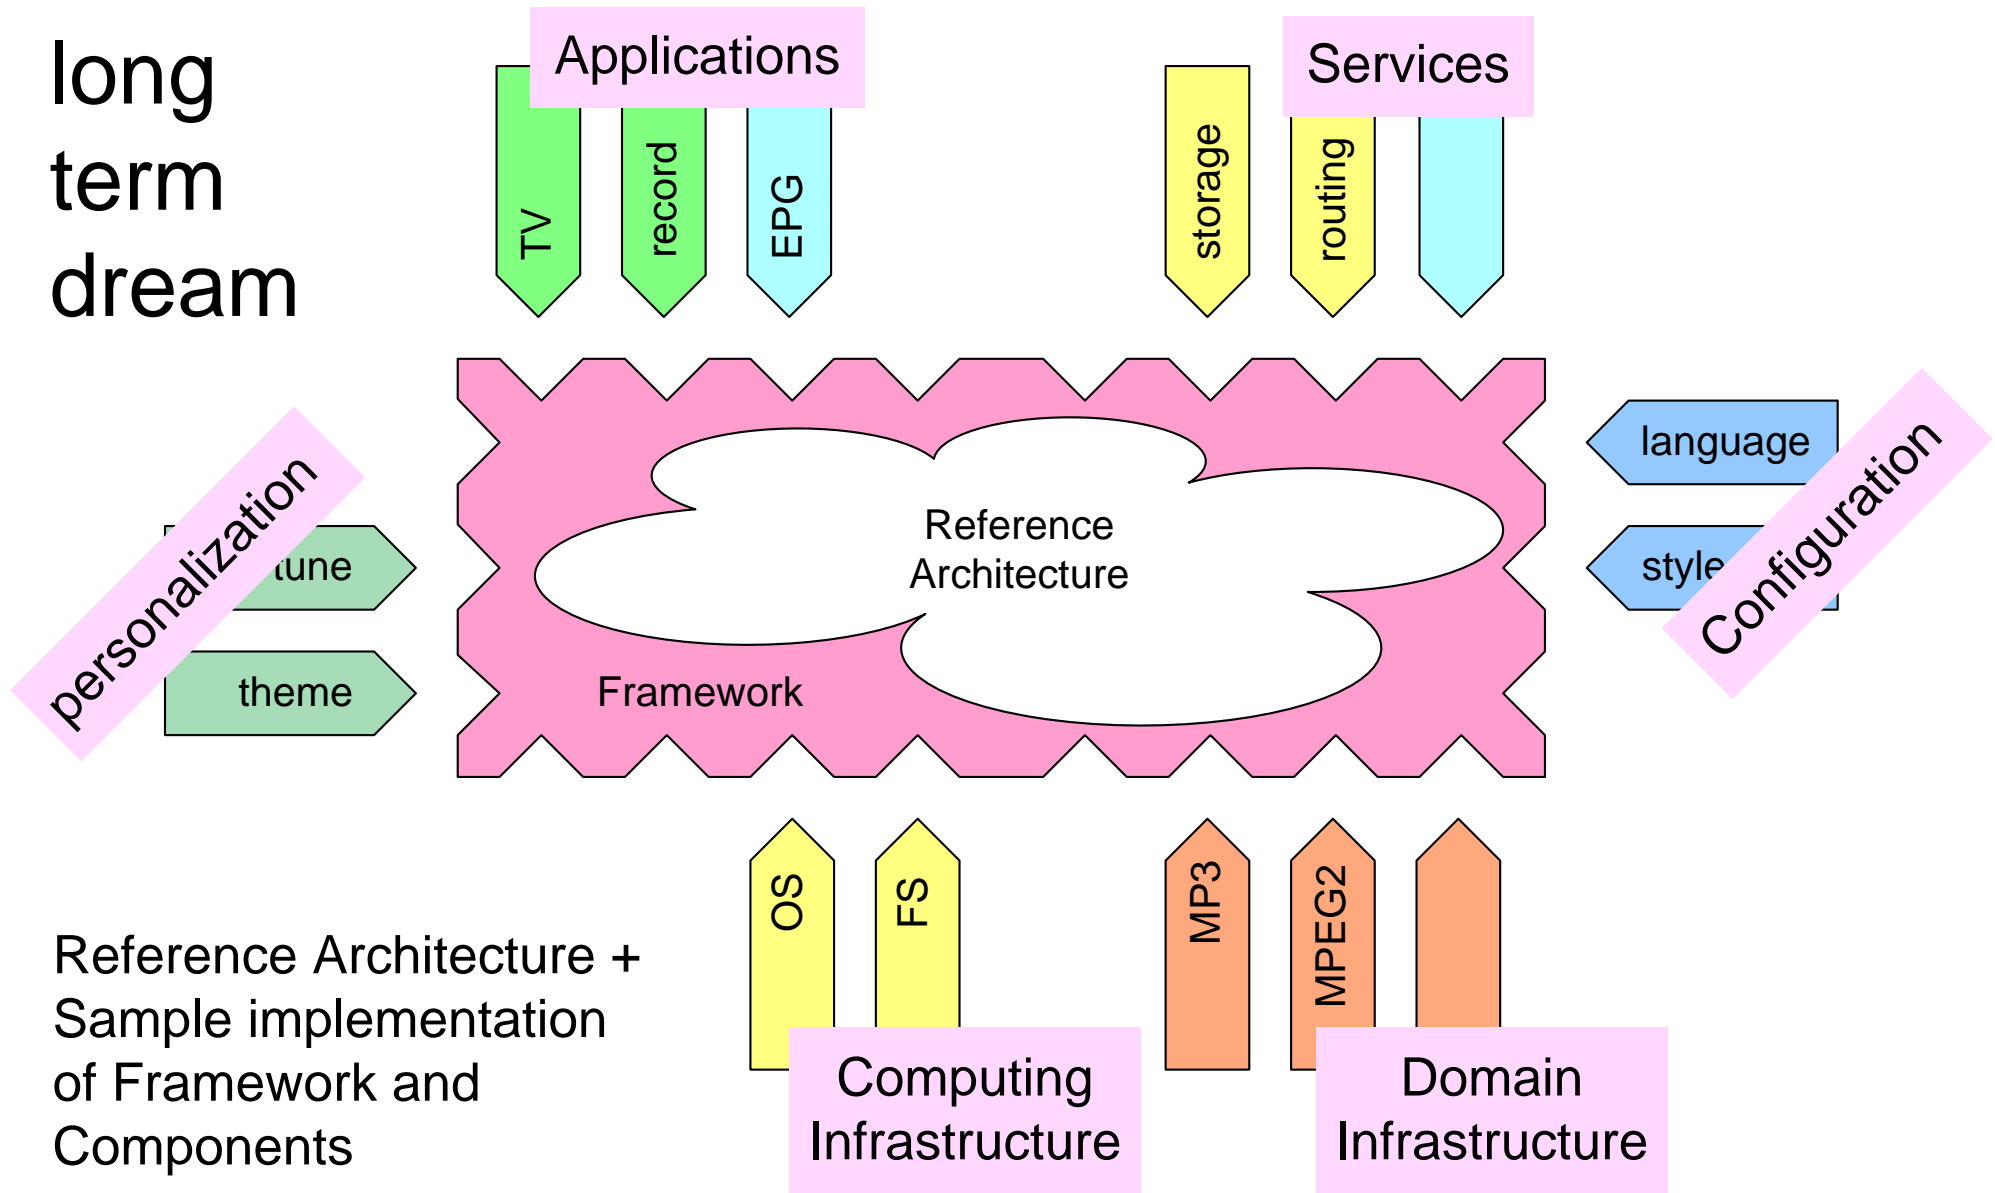 long
term
dream
Applications
Services
TV
record
EPG
storage
routing
personalization
tune
theme
language
style
Configuration
Reference
Architecture
Framework
OS
FS
MP3
MPEG2
Computing
Infrastructure
Domain
Infrastructure
Reference Architecture +
Sample implementation
of Framework and
Components